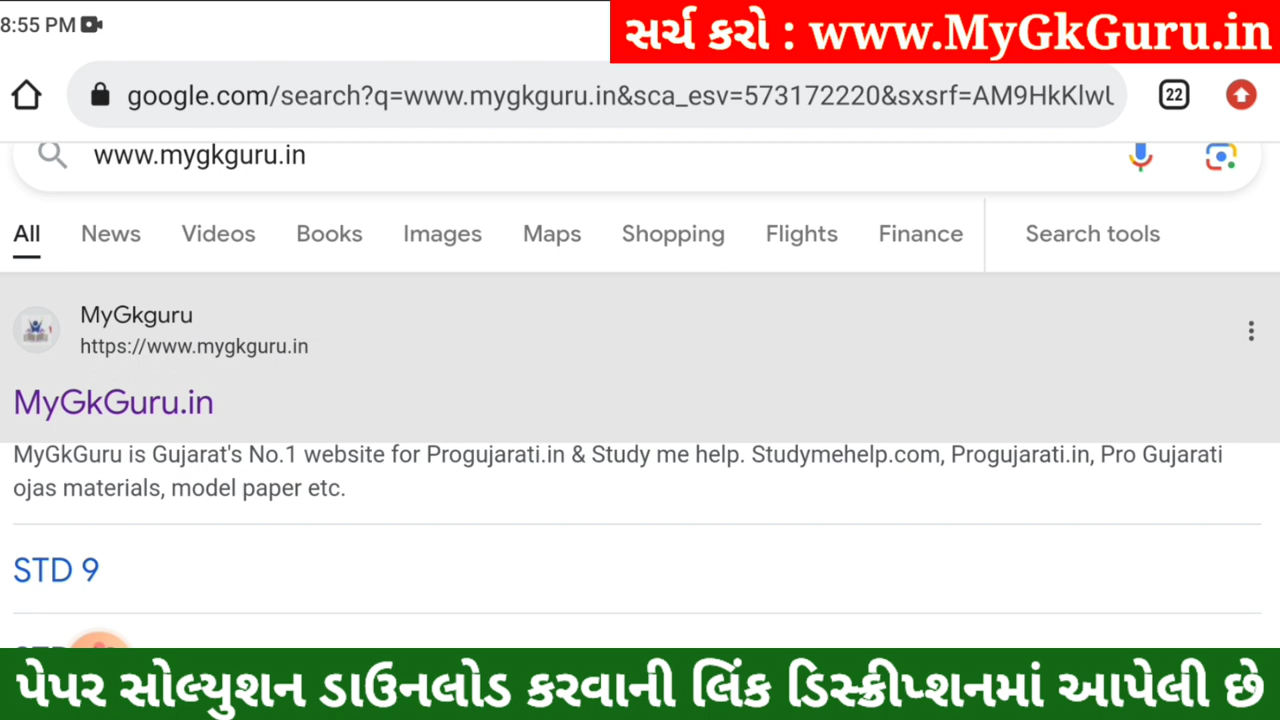 8:55 PM
સર્ચ કરો : www.MyGkGuru.in
google.com/search?q=www.mygkguru.in&sca_esv=573172220&sxsrf=AM9HkKlwU
22
www.mygkguru.in
All News Videos Books Images Maps Shopping Flights Finance Search tools
MyGkguru
https://www.mygkguru.in
MyGkGuru.in
MyGkGuru is Gujarat's No.1 website for Progujarati.in & Study me help. Studymehelp.com, Progujarati.in, Pro Gujarati
ojas materials, model paper etc.
STD 9
પેપર સોલ્યુશન ડાઉનલોડ કરવાની લિંક ડિસ્ક્રીપ્શનમાં આપેલી છે